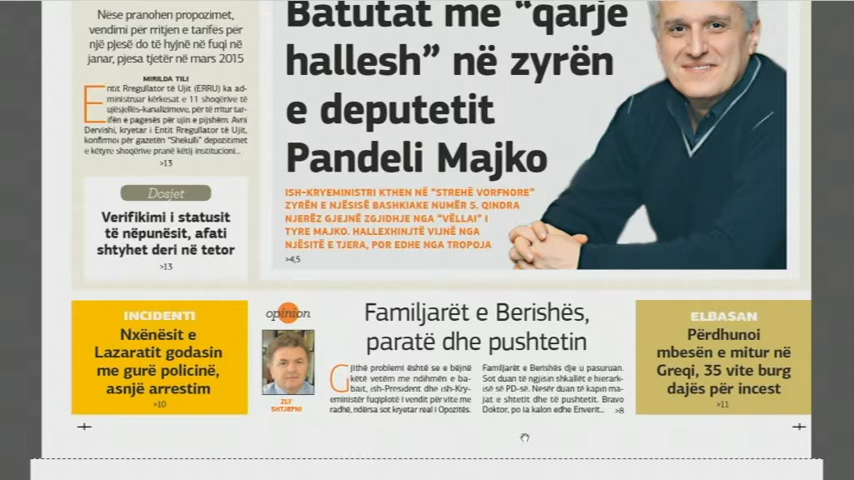 Nëse pranohen propozimet,
vendimi për rritjen e tarifes për
një pjesë do të hyjnë në fuqi në
janar, pjesa tjetër në mars 2015
MIRILDA TILI
Entit Rregullator të Ujit (ERRU) ka ad-
ministruar kërkesat e 11 shoqërive të
ujësjellës-kanalizimeve, për të rritur tar-
ifën e pagesës për ujin e pijshëm. Avni
Dervishi, kryetar i Entit Rregullator të Ujit,
konfirmoi për gazetën "Shekulli" depozitimet
e këtyre shoqërive pranë këtij institucioni...
>13
Dosjet
Verifikimi i statusit
të nëpunësit, afati
shtyhet deri në tetor
>13
Batutat me "qarje
hallesh" në zyrën
e deputetit
Pandeli Majko
ISH-KRYEMINISTRI KTHEN NË "STREHË VORFNORE"
ZYRËN E NJËSISË BASHKIAKE NUMËR 5. QINDRA
NJERËZ GJEJNË ZGJIDHJE NGA "VËLLAI" I
TYRE MAJKO. HALLEXHINJTË VIJNË NGA
NJËSITË E TJERA, POR EDHE NGA TROPOJA
>4,5
INCIDENTI
Nxënësit e
Lazaratit godasin
me gurë policinë,
asnjë arrestim
>10
opinion
YLLI
SHTJEPNI
Familjarët e Berishës,
paratë dhe pushtetin
Gjithë problemi është se e bëjnë
këtë vetëm me ndihmën e ba-
bait, ish-President dhe ish-Kry-
eministër fuqiplotë i vendit për vite me
radhë, ndërsa sot kryetar real i Opozitës.
Familjarët e Berishës dje u pasuruan.
Sot duan të ngjisin shkallët e hierark-
isë së PD-së. Nesër duan të kapin maj-
at e shtetit dhe të pushtetit. Bravo
Doktor, po ia kalon edhe Enverit... >8
ELBASAN
Përdhunoi
mbesën e mitur në
Greqi, 35 vite burg
dajës për incest
>11